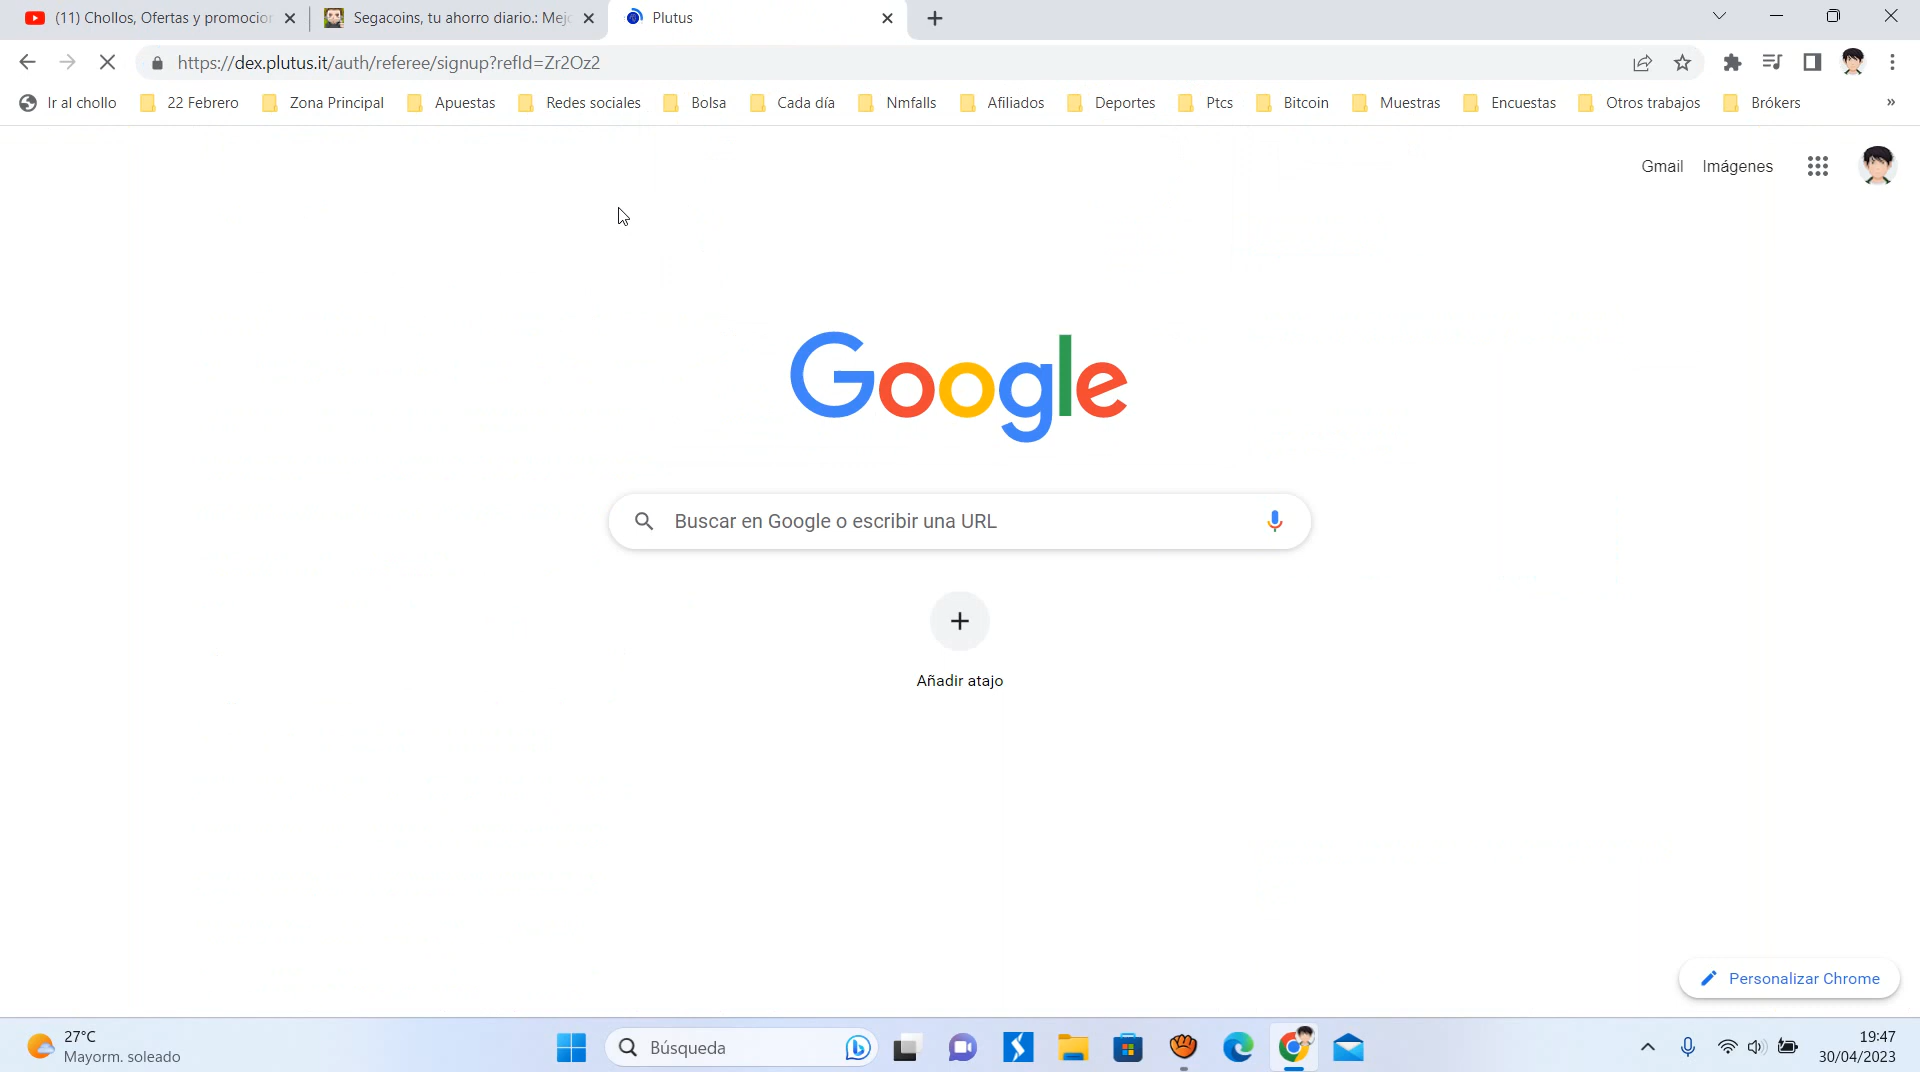 (11) Chollos, Ofertas y promocion
Segacoins, tu ahorro diario.: Mejo
Plutus
https://dex.plutus.it/auth/referee/signup?refId=Zr2Oz2
Ir al chollo
22 Febrero
Zona Principal
Apuestas
Redes sociales
Bolsa
Cada día
Nmfalls
Afiliados
Deportes
Ptcs
Bitcoin
Muestras
Encuestas
Otros trabajos
Brókers
»
Gmail
Imágenes
Google
Buscar en Google o escribir una URL
Añadir atajo
Personalizar Chrome
27°C
Mayorm. soleado
Búsqueda
19:47
30/04/2023